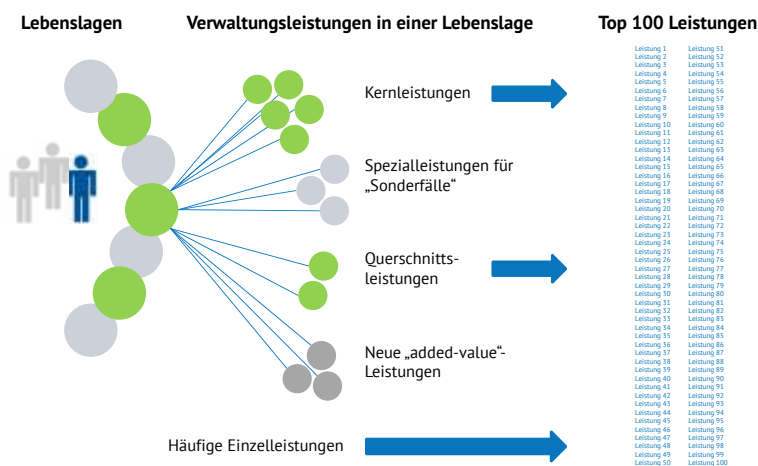 Lebenslagen
Verwaltungsleistungen in einer Lebenslage
Top 100 Leistungen
Kernleistungen
Spezialleistungen für
„Sonderfälle“
Querschnitts-
leistungen
Neue „added-value“-
Leistungen
Häufige Einzelleistungen
Leistung 1
Leistung 2
Leistung 3
Leistung 4
Leistung 5
Leistung 6
Leistung 7
Leistung 8
Leistung 9
Leistung 10
Leistung 11
Leistung 12
Leistung 13
Leistung 14
Leistung 15
Leistung 16
Leistung 17
Leistung 18
Leistung 19
Leistung 20
Leistung 21
Leistung 22
Leistung 23
Leistung 24
Leistung 25
Leistung 26
Leistung 27
Leistung 28
Leistung 29
Leistung 30
Leistung 31
Leistung 32
Leistung 33
Leistung 34
Leistung 35
Leistung 36
Leistung 37
Leistung 38
Leistung 39
Leistung 40
Leistung 41
Leistung 42
Leistung 43
Leistung 44
Leistung 45
Leistung 46
Leistung 47
Leistung 48
Leistung 49
Leistung 50
Leistung 51
Leistung 52
Leistung 53
Leistung 54
Leistung 55
Leistung 56
Leistung 57
Leistung 58
Leistung 59
Leistung 60
Leistung 61
Leistung 62
Leistung 63
Leistung 64
Leistung 65
Leistung 66
Leistung 67
Leistung 68
Leistung 69
Leistung 70
Leistung 71
Leistung 72
Leistung 73
Leistung 74
Leistung 75
Leistung 76
Leistung 77
Leistung 78
Leistung 79
Leistung 80
Leistung 81
Leistung 82
Leistung 83
Leistung 84
Leistung 85
Leistung 86
Leistung 87
Leistung 88
Leistung 89
Leistung 90
Leistung 91
Leistung 92
Leistung 93
Leistung 94
Leistung 95
Leistung 96
Leistung 97
Leistung 98
Leistung 99
Leistung 100